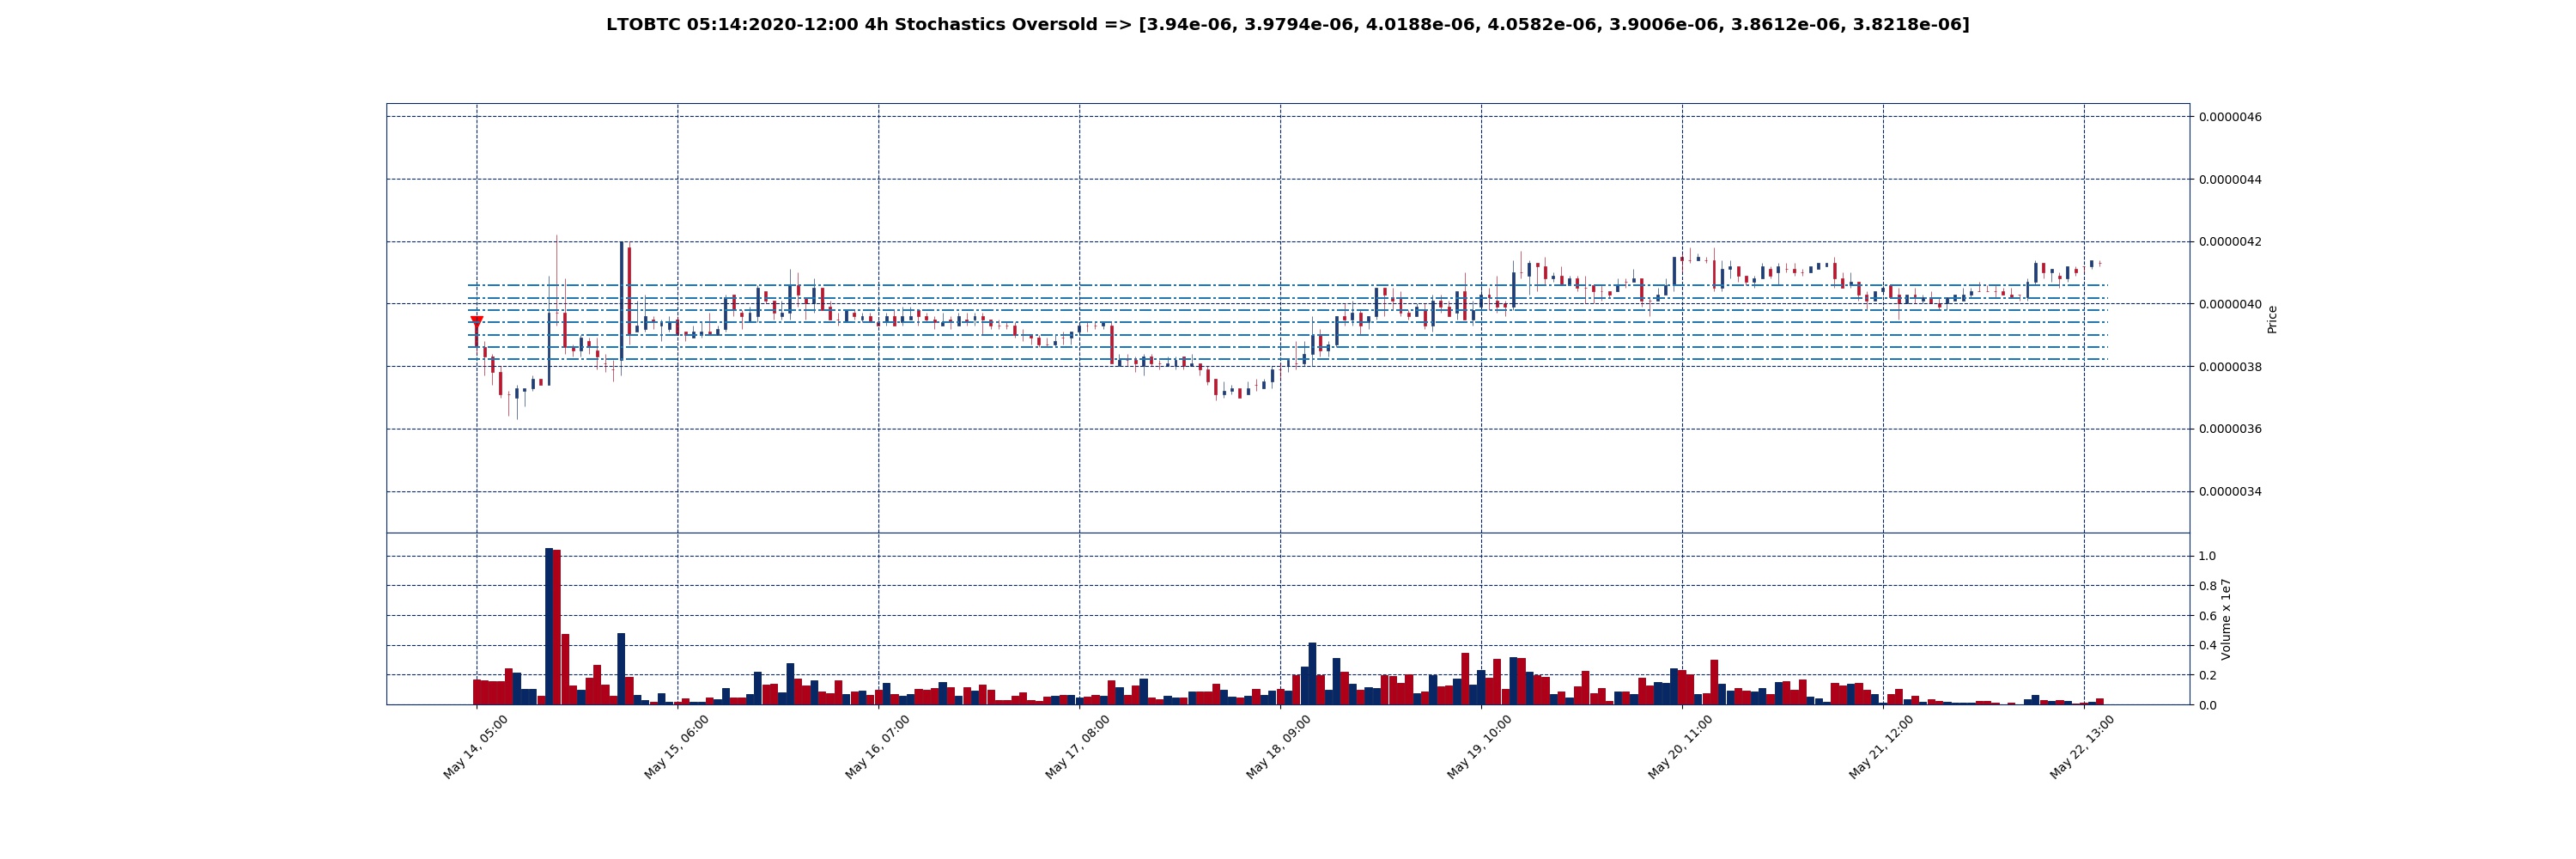 LTOBTC 05:14:2020-12:00 4h Stochastics Oversold => [3.94e-06, 3.9794e-06, 4.0188e-06, 4.0582e-06, 3.9006e-06, 3.8612e-06, 3.8218e-06]
0.0000046
0.0000044
0.0000042
0.0000040
0.0000038
0.0000036
0.0000034
Price
1.0
0.8
0.6
0.4
0.2
0.0
Volume x 1e7
May 14, 05:00
May 15, 06:00
May 16, 07:00
May 17, 08:00
May 18, 09:00
May 19, 10:00
May 20, 11:00
May 21, 12:00
May 22, 13:00